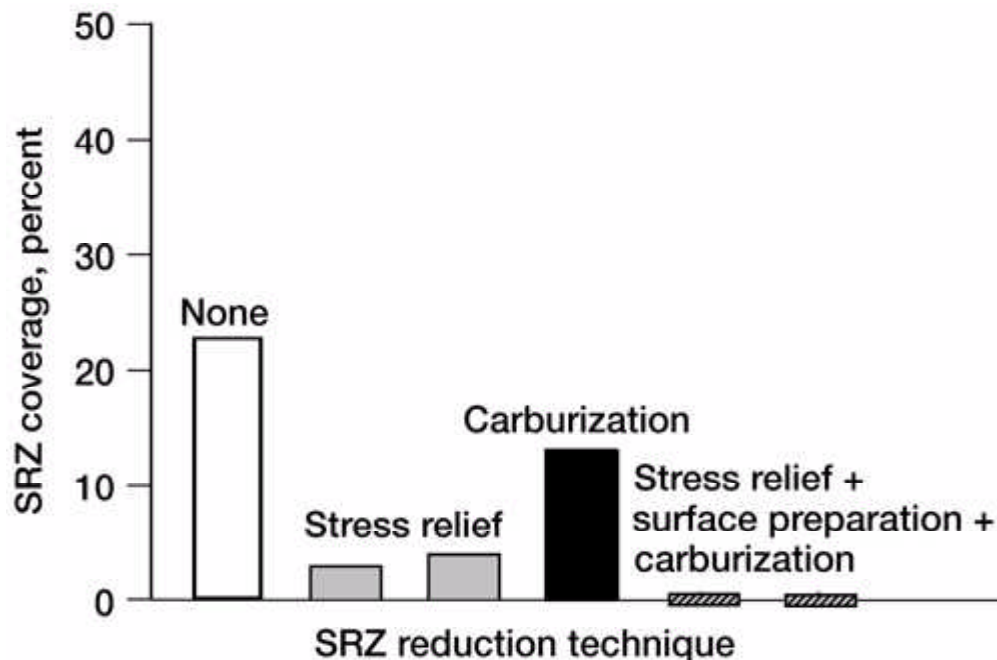 50
40
30
20
10
0
SRZ coverage, percent
None
Stress relief
Carburization
Stress relief +
surface preparation +
carburization
SRZ reduction technique